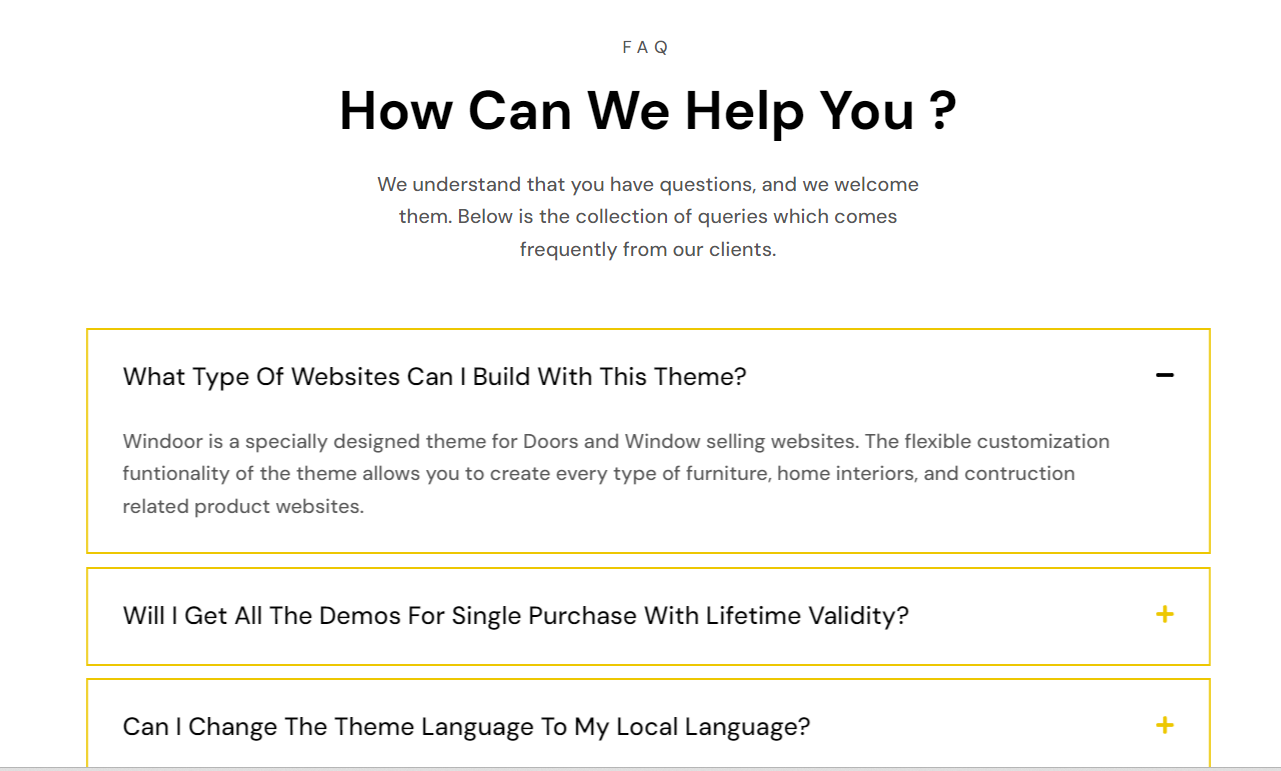 FAQ
How Can We Help You ?
We understand that you have questions, and we welcome
them. Below is the collection of queries which comes
frequently from our clients.
What Type Of Websites Can I Build With This Theme?
Windoor is a specially designed theme for Doors and Window selling websites. The flexible customization
funtionality of the theme allows you to create every type of furniture, home interiors, and contruction
related product websites.
Will I Get All The Demos For Single Purchase With Lifetime Validity?
Can I Change The Theme Language To My Local Language?